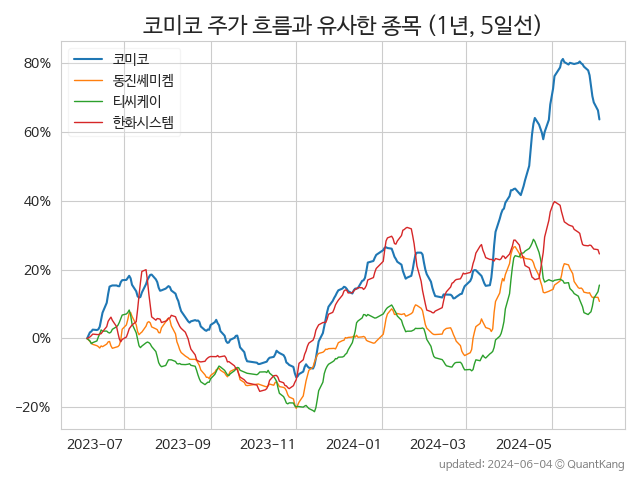 코미코 주가 흐름과 유사한 종목 (1년, 5일선)
코미코
동진쎄미켐
티씨케이
한화시스템
80%
60%
40%
20%
0%
−20%
2023-07 2023-09 2023-11 2024-01 2024-03 2024-05
updated: 2024-06-04 © QuantKang